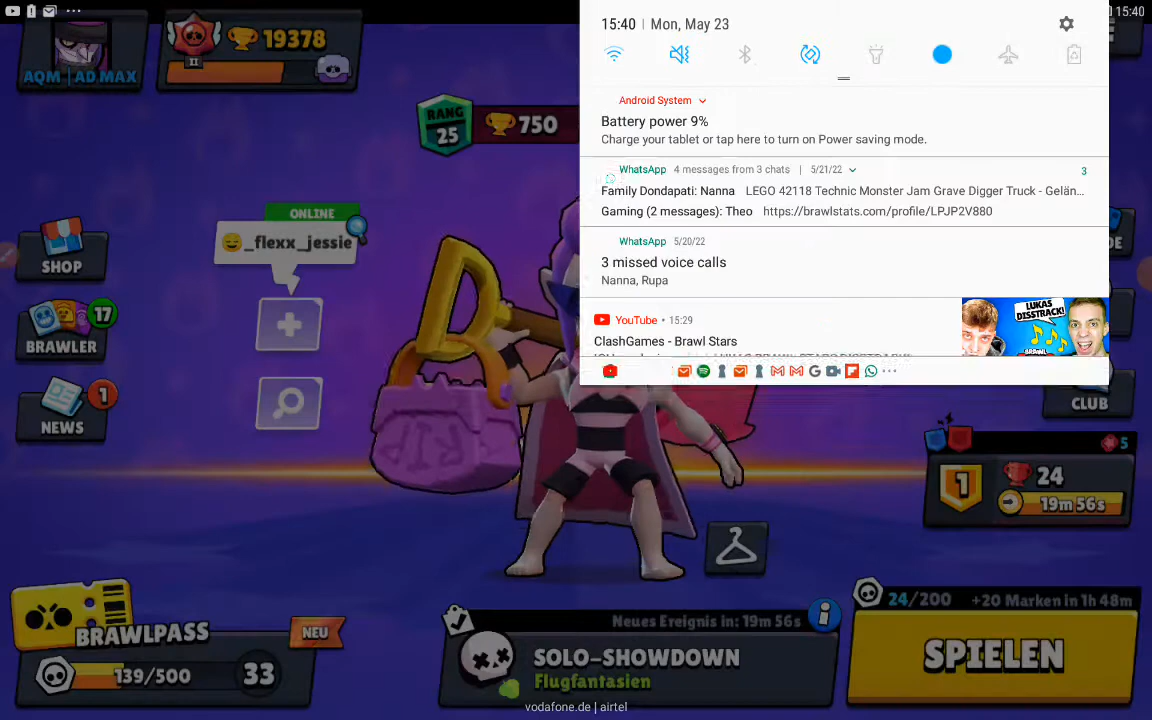 15:40
15:40 | Mon, May 23
AQM | AD MAX
19378
II
RANG
25
750
Android System
Battery power 9%
Charge your tablet or tap here to turn on Power saving mode.
WhatsApp 4 messages from 3 chats | 5/21/22
3
Family Dondapati: Nanna LEGO 42118 Technic Monster Jam Grave Digger Truck - Gelän...
Gaming (2 messages): Theo https://brawlstats.com/profile/LPJP2V880
WhatsApp 5/20/22
3 missed voice calls
Nanna, Rupa
YouTube • 15:29
ClashGames - Brawl Stars
LUKAS
DISSTRACK!
ONLINE
_flexx_jessie
SHOP
17
BRAWLER
1
NEWS
RIP
CLUB
5
1
24
19m 56s
BRAWLPASS
NEU
139/500
33
Neues Ereignis in: 19m 56s
SOLO-SHOWDOWN
Flugfantasien
24/200 +20 Marken in 1h 48m
SPIELEN
vodafone.de | airtel